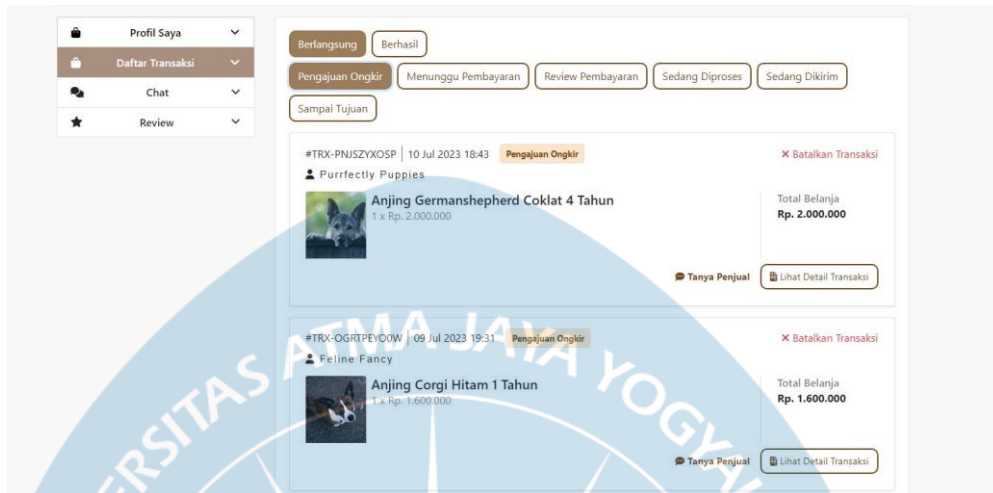 Profil Saya
Daftar Transaksi
Chat
Review
Berlangsung Berhasil
Pengajuan Ongkir Menunggu Pembayaran Review Pembayaran Sedang Diproses Sedang Dikirim
Sampai Tujuan
#TRX-PNJSZYXOSP | 10 Jul 2023 18:43 Pengajuan Ongkir × Batalkan Transaksi
Purrfectly Puppies
Anjing Germanshepherd Coklat 4 Tahun
1 x Rp. 2.000.000
Total Belanja
Rp. 2.000.000
Tanya Penjual Lihat Detail Transaksi
#TRX-OGRTPEYO0W | 09 Jul 2023 19:31 Pengajuan Ongkir × Batalkan Transaksi
Feline Fancy
Anjing Corgi Hitam 1 Tahun
1 x Rp. 1.600.000
Total Belanja
Rp. 1.600.000
Tanya Penjual Lihat Detail Transaksi
ERSITAS ATMA JAYA YOGYA